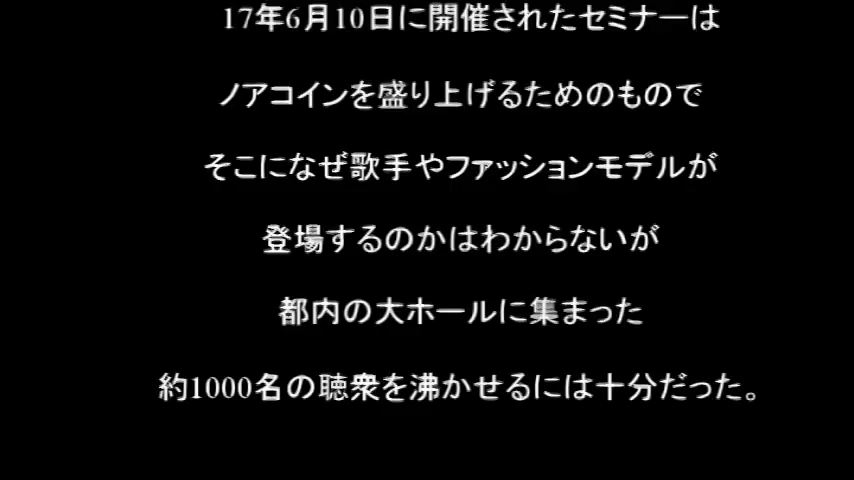 17年6月10日に開催されたセミナーは
ノアコインを盛り上げるためのもので
そこになぜ歌手やファッションモデルが
登場するのかはわからないが
都内の大ホールに集まった
約1000名の聴衆を沸かせるには十分だった。